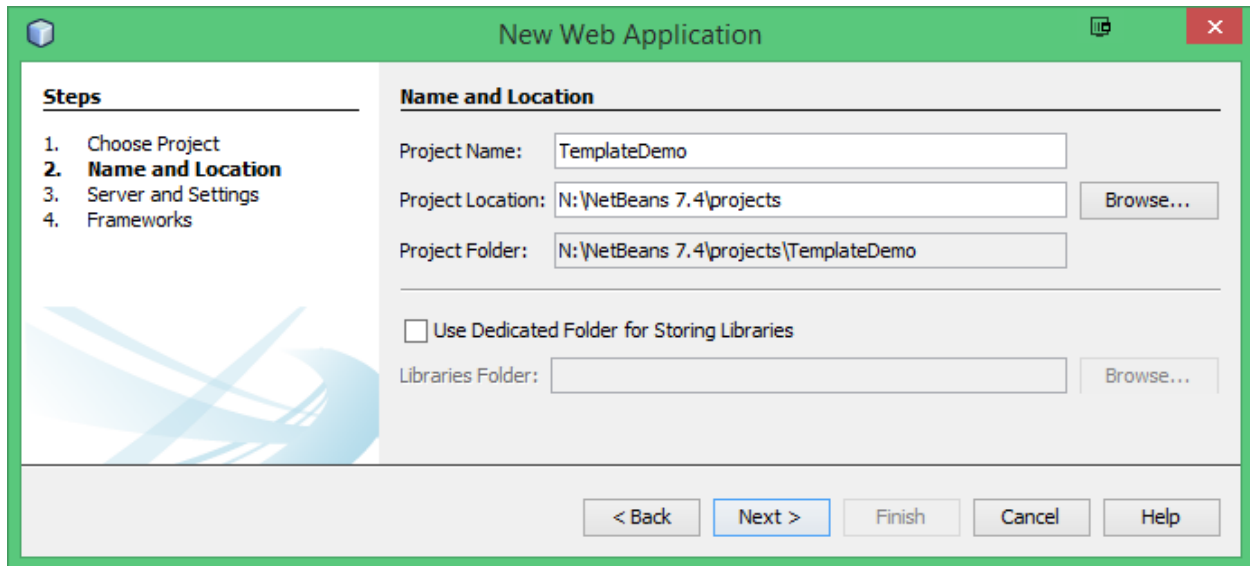 New Web Application
Steps
1. Choose Project
2. Name and Location
3. Server and Settings
4. Frameworks
Name and Location
Project Name: TemplateDemo
Project Location: N:\NetBeans 7.4\projects Browse...
Project Folder: N:\NetBeans 7.4\projects\TemplateDemo
Use Dedicated Folder for Storing Libraries
Libraries Folder: Browse...
< Back Next > Finish Cancel Help